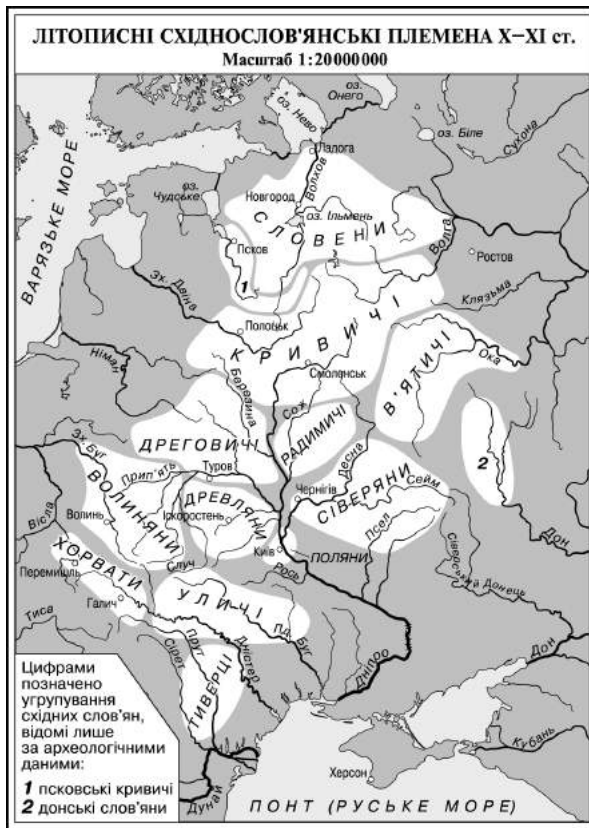 ЛІТОПИСНІ СХІДНОСЛОВ'ЯНСЬКІ ПЛЕМЕНА X–XI ст.
Масштаб 1:20000000
оз. Онего
оз. Нево
оз. Біле
Сухона
Ладога
Волхов
ВАРЯЗЬКЕ МОРЕ
оз. Чудське
Новгород
оз. Ільмень
СЛОВЕНИ
Псков
Волга
Ростов
1
Зх. Двіна
Клязьма
Полоцьк
КРИВИЧІ
Смоленськ
В'ЯТИЧІ
Ока
Німан
Березина
Сож
РАДИМИЧІ
Десна
ДРЕГОВИЧІ
2
Зх. Буг
Прип'ять
Туров
Чернігів
СІВЕРЯНИ
Сейм
ВОЛИНЯНИ
ДРЕВЛЯНИ
Іскоростень
Псел
Вісла
Волинь
Київ
ПОЛЯНИ
Дон
Случ
Рось
ХОРВАТИ
Перемишль
Галич
УЛИЧІ
Сіверський Донець
Тиса
Пд. Буг
Сірет
Прут
Дністер
Дніпро
Дон
ТИВЕРЦІ
Кубань
Херсон
Дунай
ПОНТ (РУСЬКЕ МОРЕ)
Цифрами
позначено
угрупування
східних слов'ян,
відомі лише
за археологічними
даними:
1 псковські кривичі
2 донські слов'яни